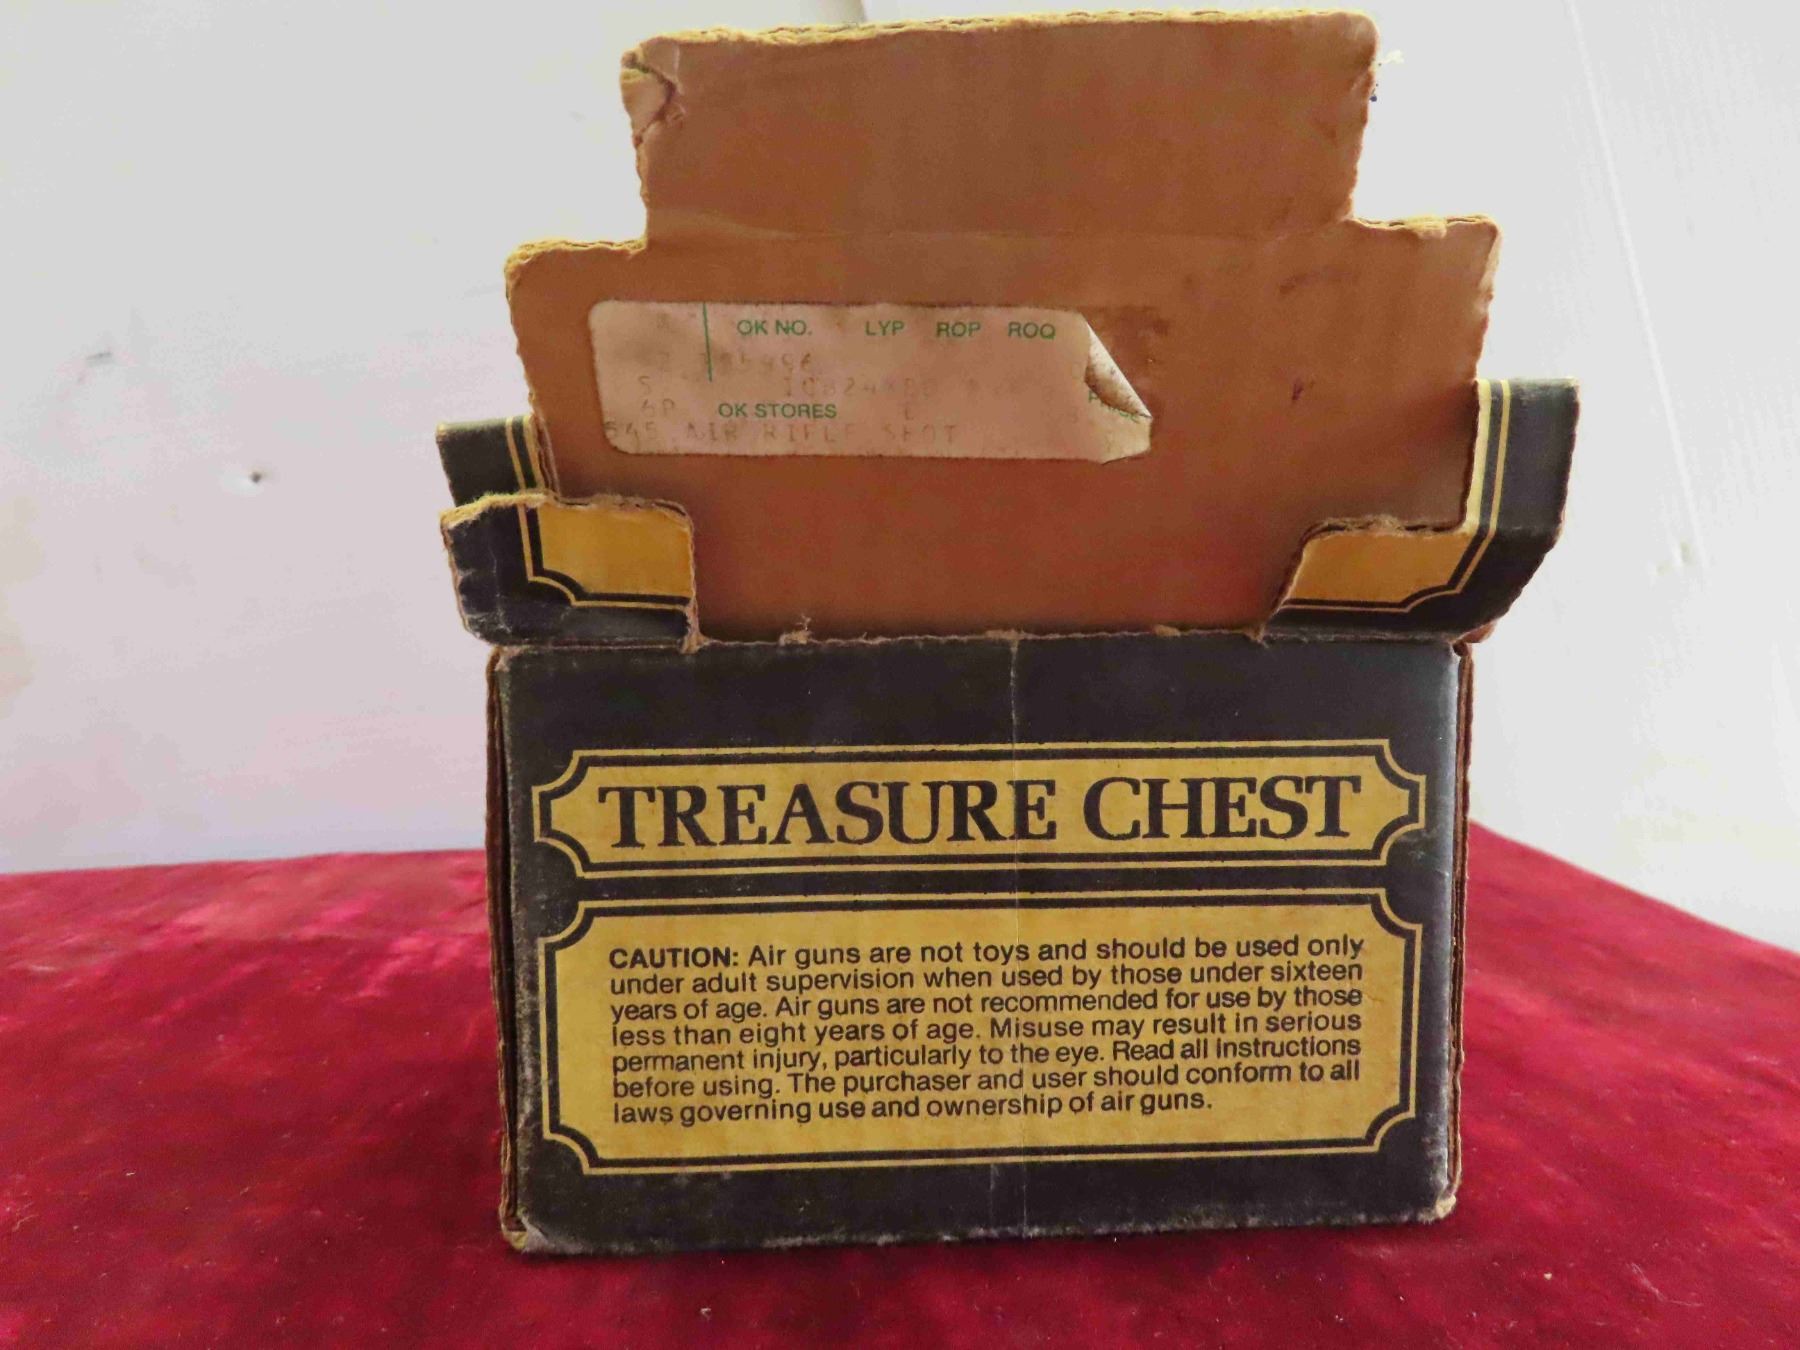 OK NO. LYP ROP ROQ
S
6P OK STORES
545 AIR RIFLE SHOT
TREASURE CHEST
CAUTION: Air guns are not toys and should be used only
under adult supervision when used by those under sixteen
years of age. Air guns are not recommended for use by those
less than eight years of age. Misuse may result in serious
permanent injury, particularly to the eye. Read all instructions
before using. The purchaser and user should conform to all
laws governing use and ownership of air guns.